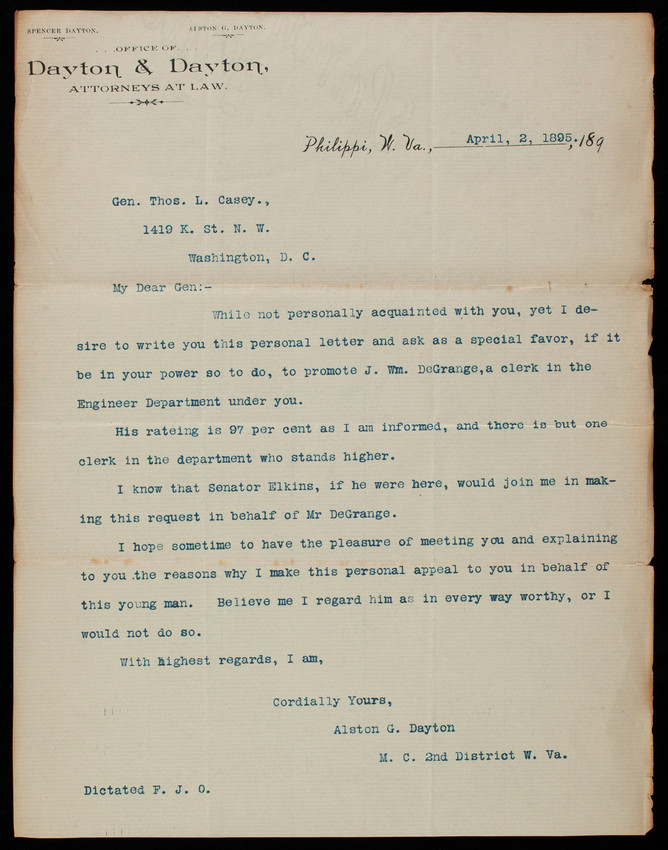 SPENCER DAYTON. ALSTON G. DAYTON.
. . .OFFICE OF. . .
Dayton & Dayton,
ATTORNEYS AT LAW.
Philippi, W. Va., April, 2, 1895. , 189
Gen. Thos. L. Casey.,
1419 K. St. N. W.
Washington, D. C.
My Dear Gen:-
While not personally acquainted with you, yet I de-
sire to write you this personal letter and ask as a special favor, if it
be in your power so to do, to promote J. Wm. DeGrange,a clerk in the
Engineer Department under you.
His rateing is 97 per cent as I am informed, and there is but one
clerk in the department who stands higher.
I know that Senator Elkins, if he were here, would join me in mak-
ing this request in behalf of Mr DeGrange.
I hope sometime to have the pleasure of meeting you and explaining
to you .the reasons why I make this personal appeal to you in behalf of
this young man. Believe me I regard him as in every way worthy, or I
would not do so.
With highest regards, I am,
Cordially Yours,
Alston G. Dayton
M. C. 2nd District W. Va.
Dictated F. J. O.